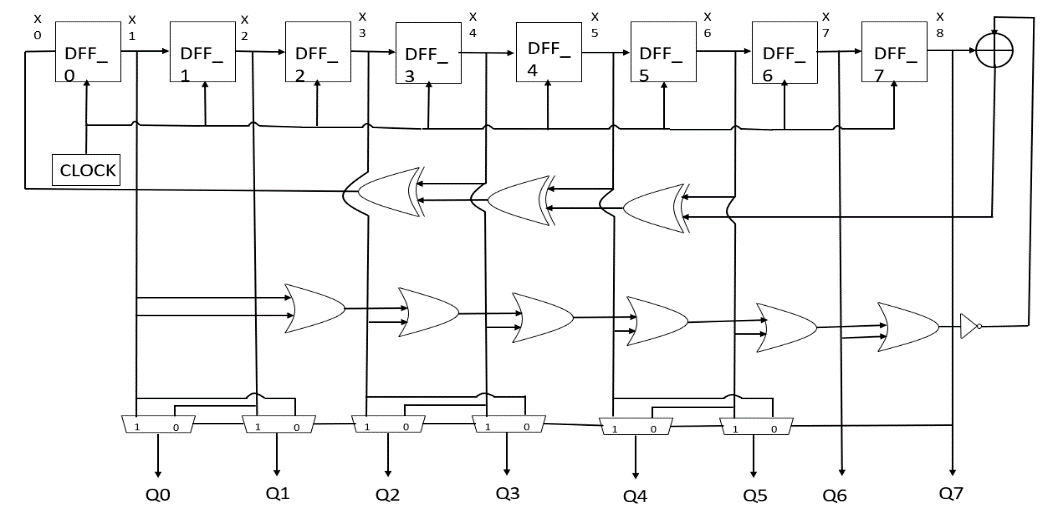 X 0
X 1
X 2
X 3
X 4
X 5
X 6
X 7
X 8
DFF_ 0
DFF_ 1
DFF_ 2
DFF_ 3
DFF_ 4
DFF_ 5
DFF_ 6
DFF_ 7
CLOCK
1 0
1 0
1 0
1 0
1 0
1 0
Q0
Q1
Q2
Q3
Q4
Q5
Q6
Q7